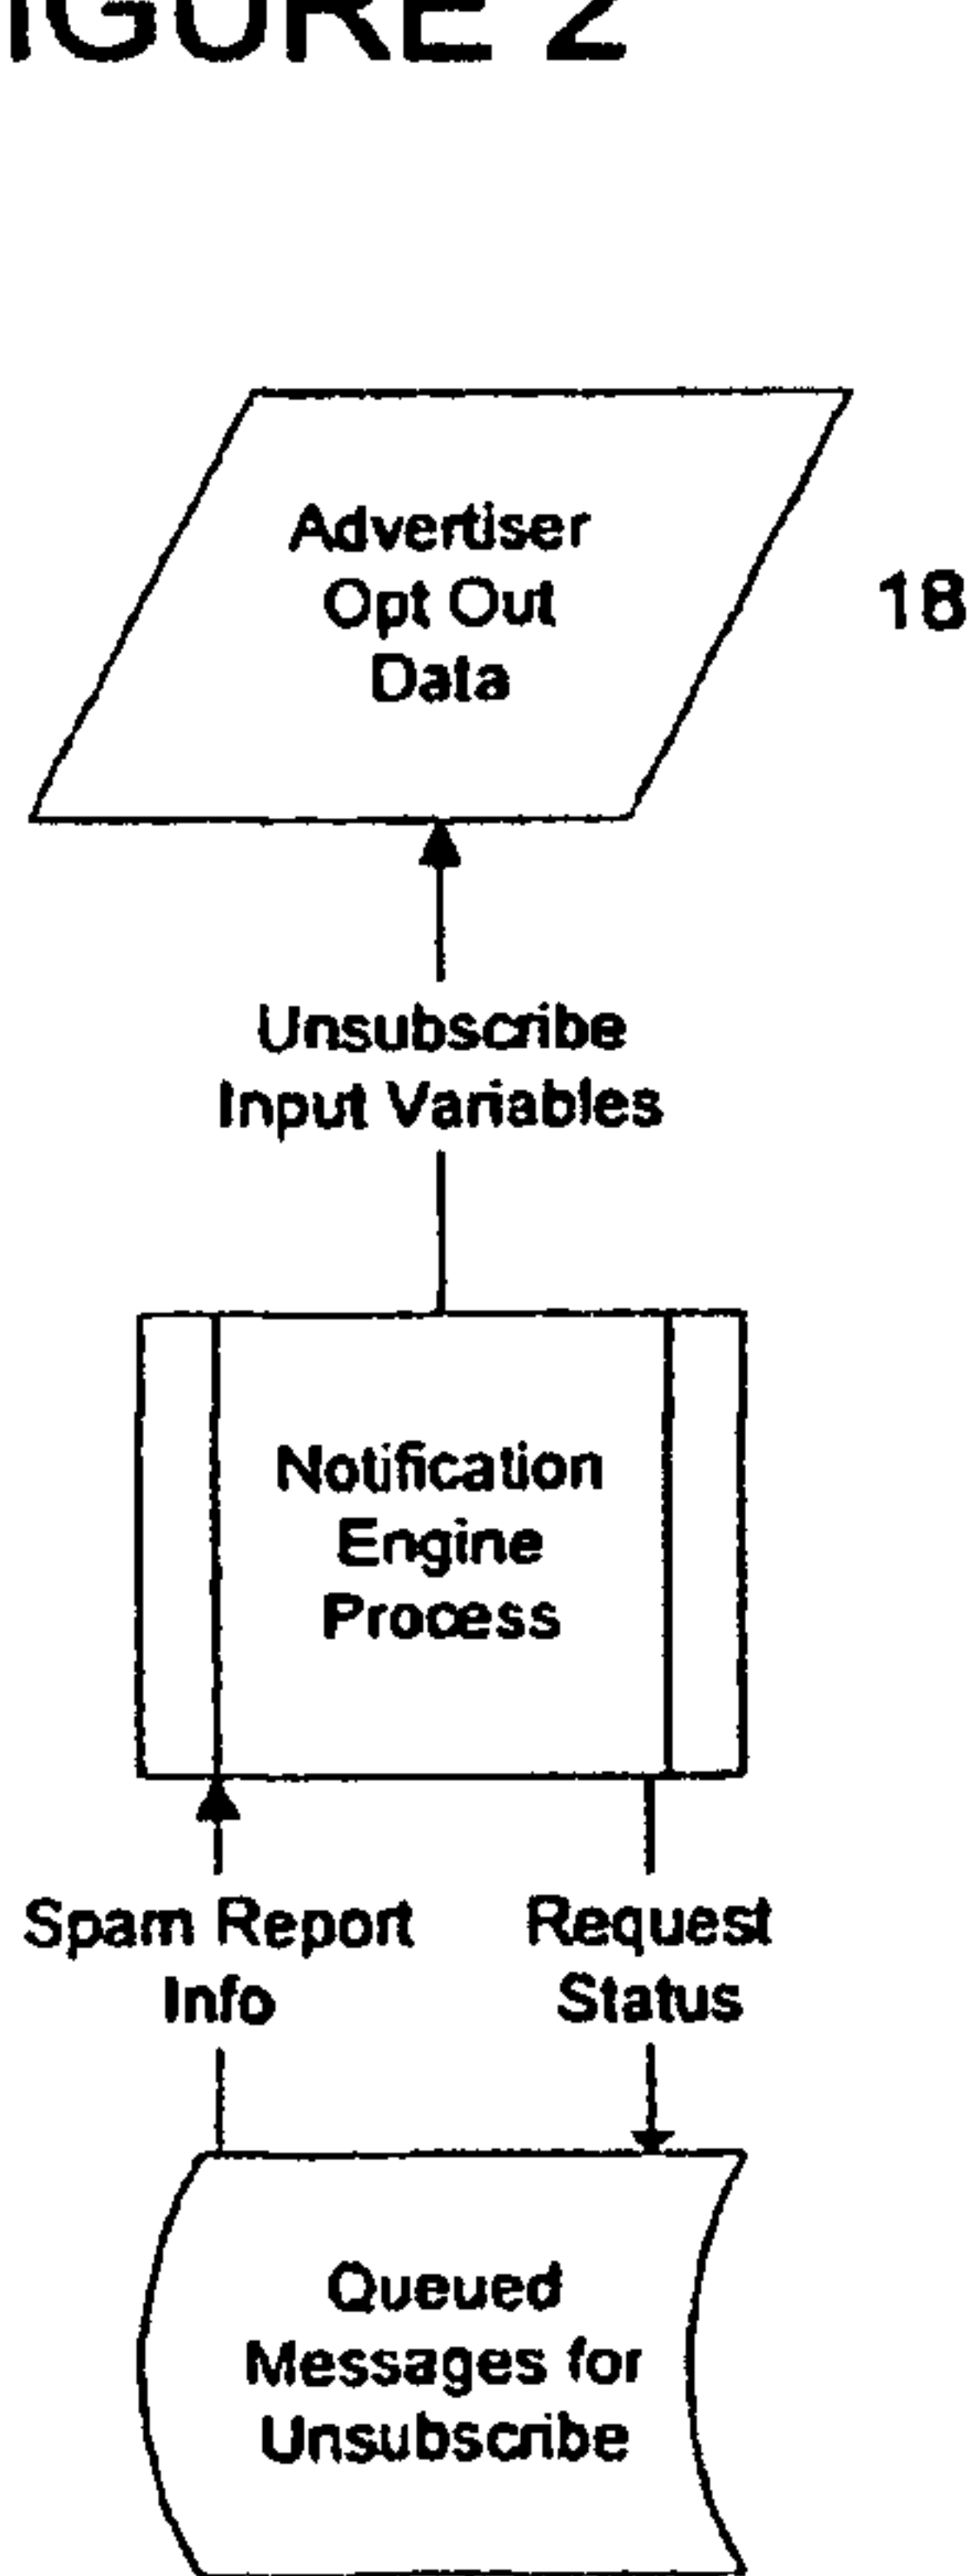 IGURE 2
Advertiser
Opt Out
Data
18
Unsubscribe
Input Variables
Notification
Engine
Process
Spam Report
Info
Request
Status
Queued
Messages for
Unsubscribe